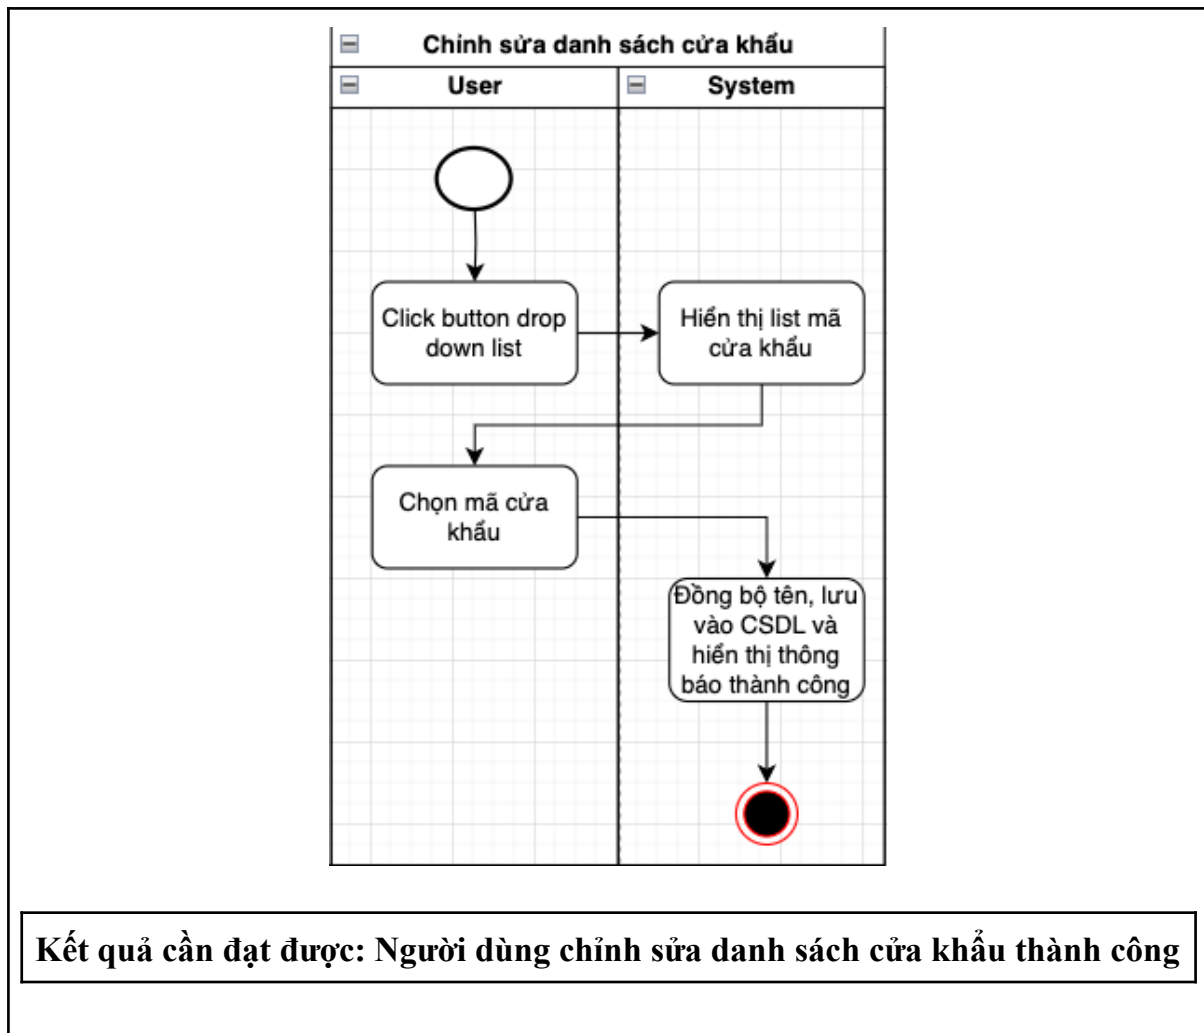 Chỉnh sửa danh sách cửa khẩu
User
System
Click button drop
down list
Hiển thị list mã
cửa khẩu
Chọn mã cửa
khẩu
Đồng bộ tên, lưu
vào CSDL và
hiển thị thông
báo thành công
Kết quả cần đạt được: Người dùng chỉnh sửa danh sách cửa khẩu thành công